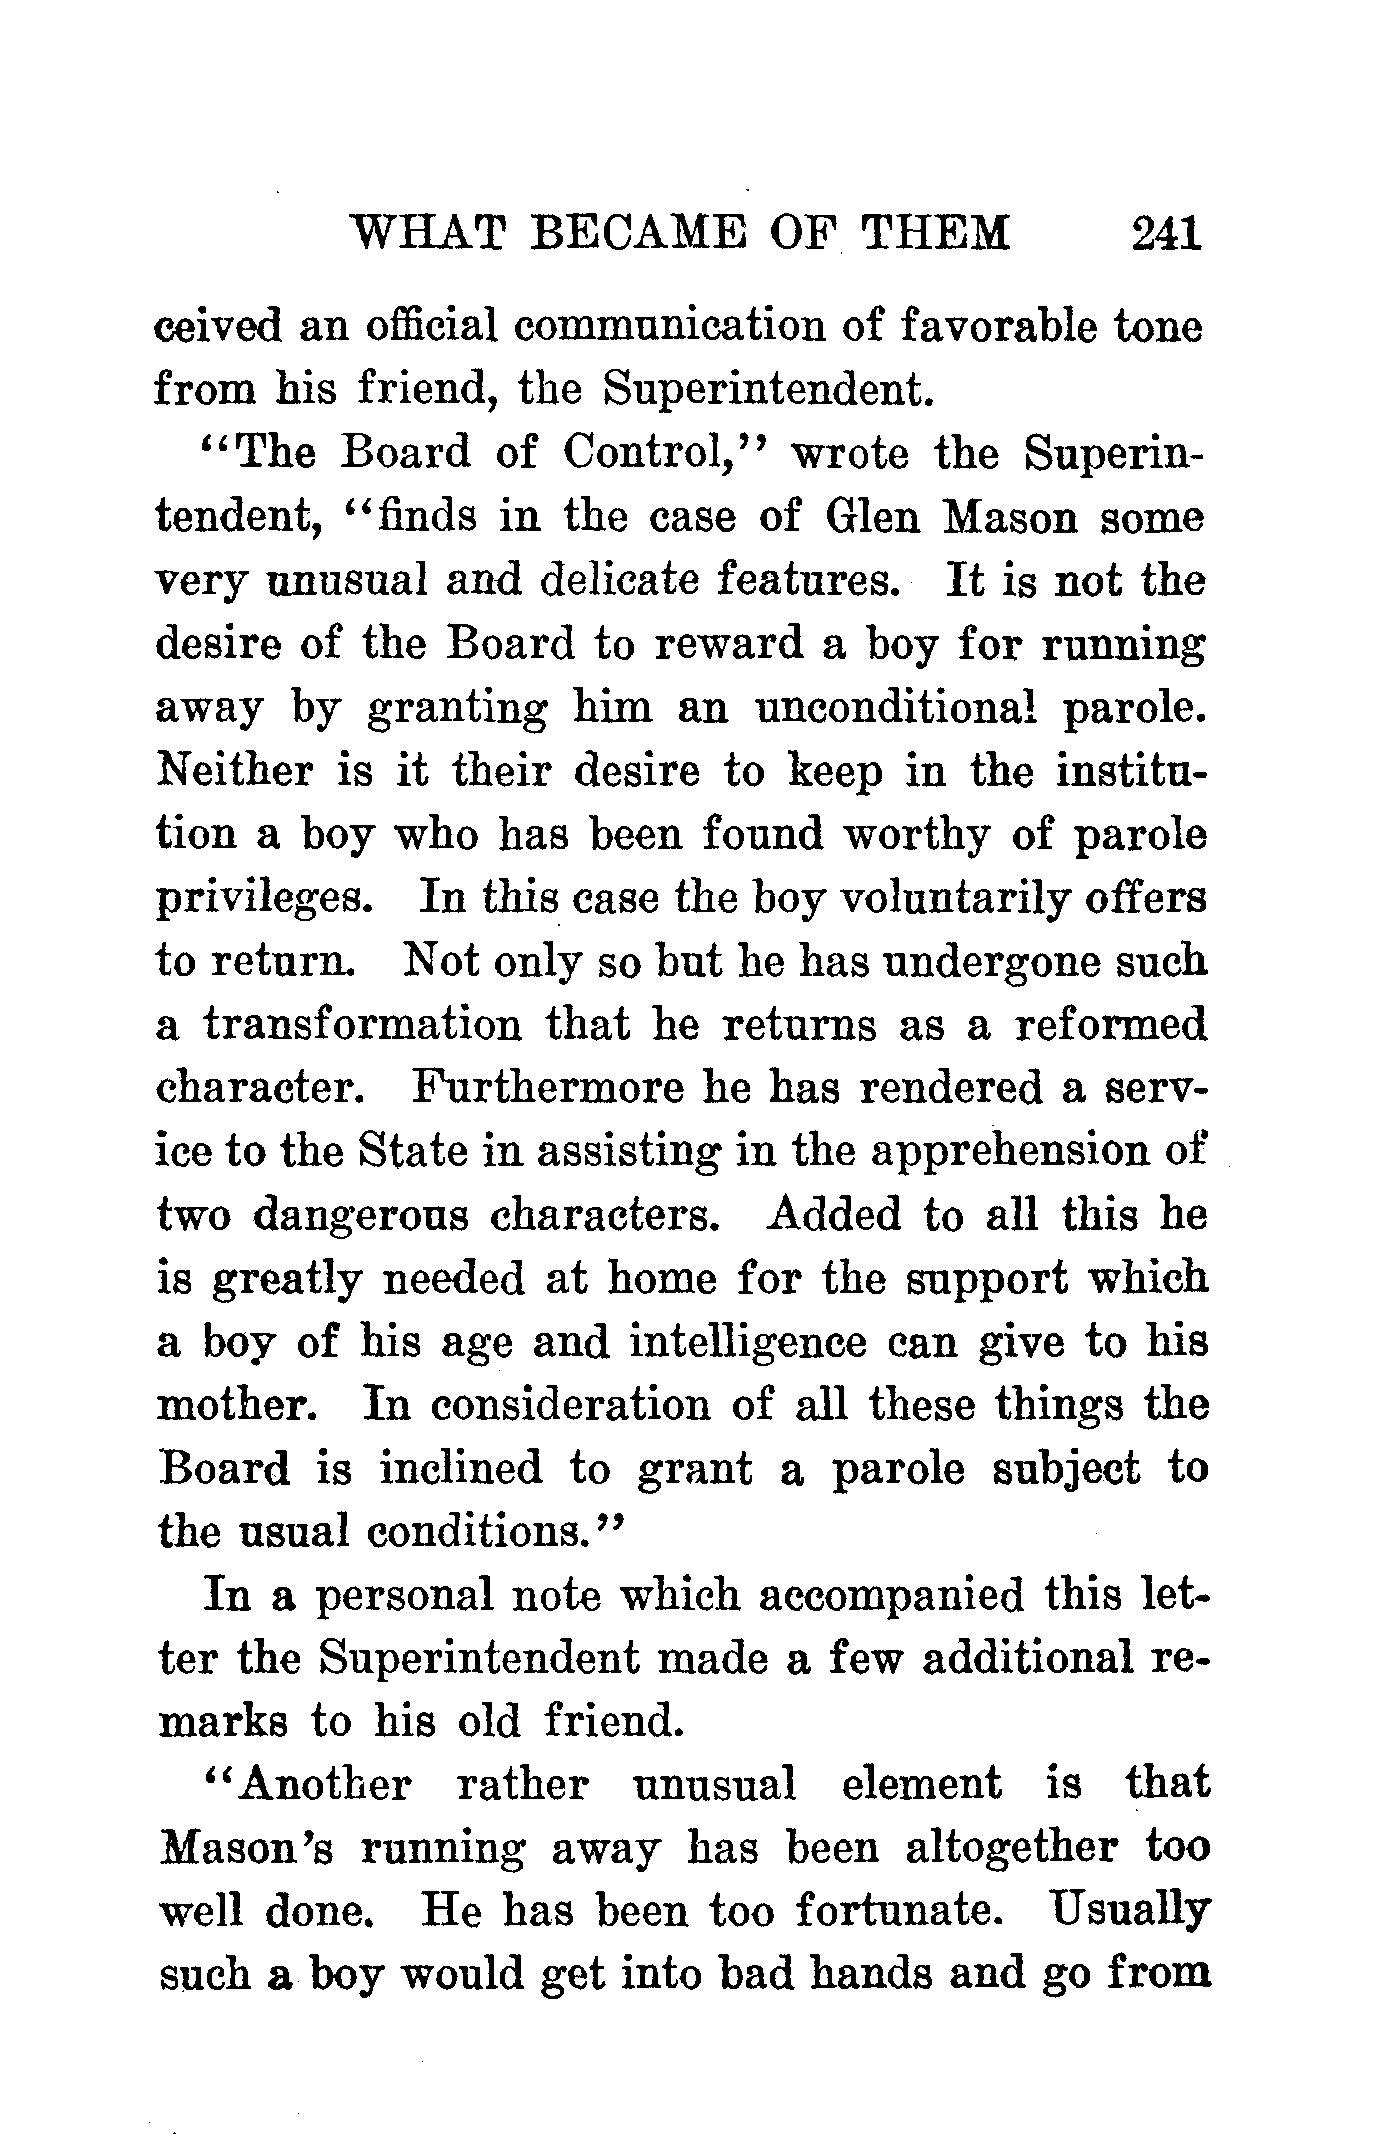 WHAT BECAME OF THEM 241
ceived an official communication of favorable tone
from his friend, the Superintendent.
"The Board of Control," wrote the Superin-
tendent, "finds in the case of Glen Mason some
very unusual and delicate features. It is not the
desire of the Board to reward a boy for running
away by granting him an unconditional parole.
Neither is it their desire to keep in the institu-
tion a boy who has been found worthy of parole
privileges. In this case the boy voluntarily offers
to return. Not only so but he has undergone such
a transformation that he returns as a reformed
character. Furthermore he has rendered a serv-
ice to the State in assisting in the apprehension of
two dangerous characters. Added to all this he
is greatly needed at home for the support which
a boy of his age and intelligence can give to his
mother. In consideration of all these things the
Board is inclined to grant a parole subject to
the usual conditions."
In a personal note which accompanied this let-
ter the Superintendent made a few additional re-
marks to his old friend.
"Another rather unusual element is that
Mason's running away has been altogether too
well done. He has been too fortunate. Usually
such a boy would get into bad hands and go from